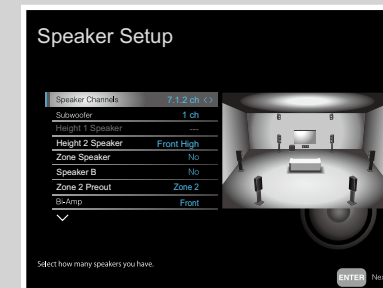 Speaker Setup
Speaker Channels 7.1.2 ch <>
Subwoofer 1 ch
Height 1 Speaker ---
Height 2 Speaker Front High
Zone Speaker No
Speaker B No
Zone 2 Preout Zone 2
Bi-Amp Front
Select how many speakers you have.
ENTER